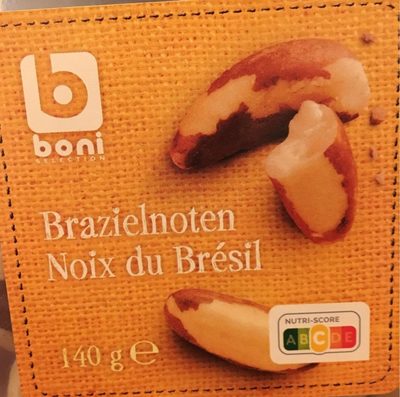 boni
SELECTION
Brazielnoten
Noix du Brésil
140 g e
NUTRI-SCORE
A B C D E